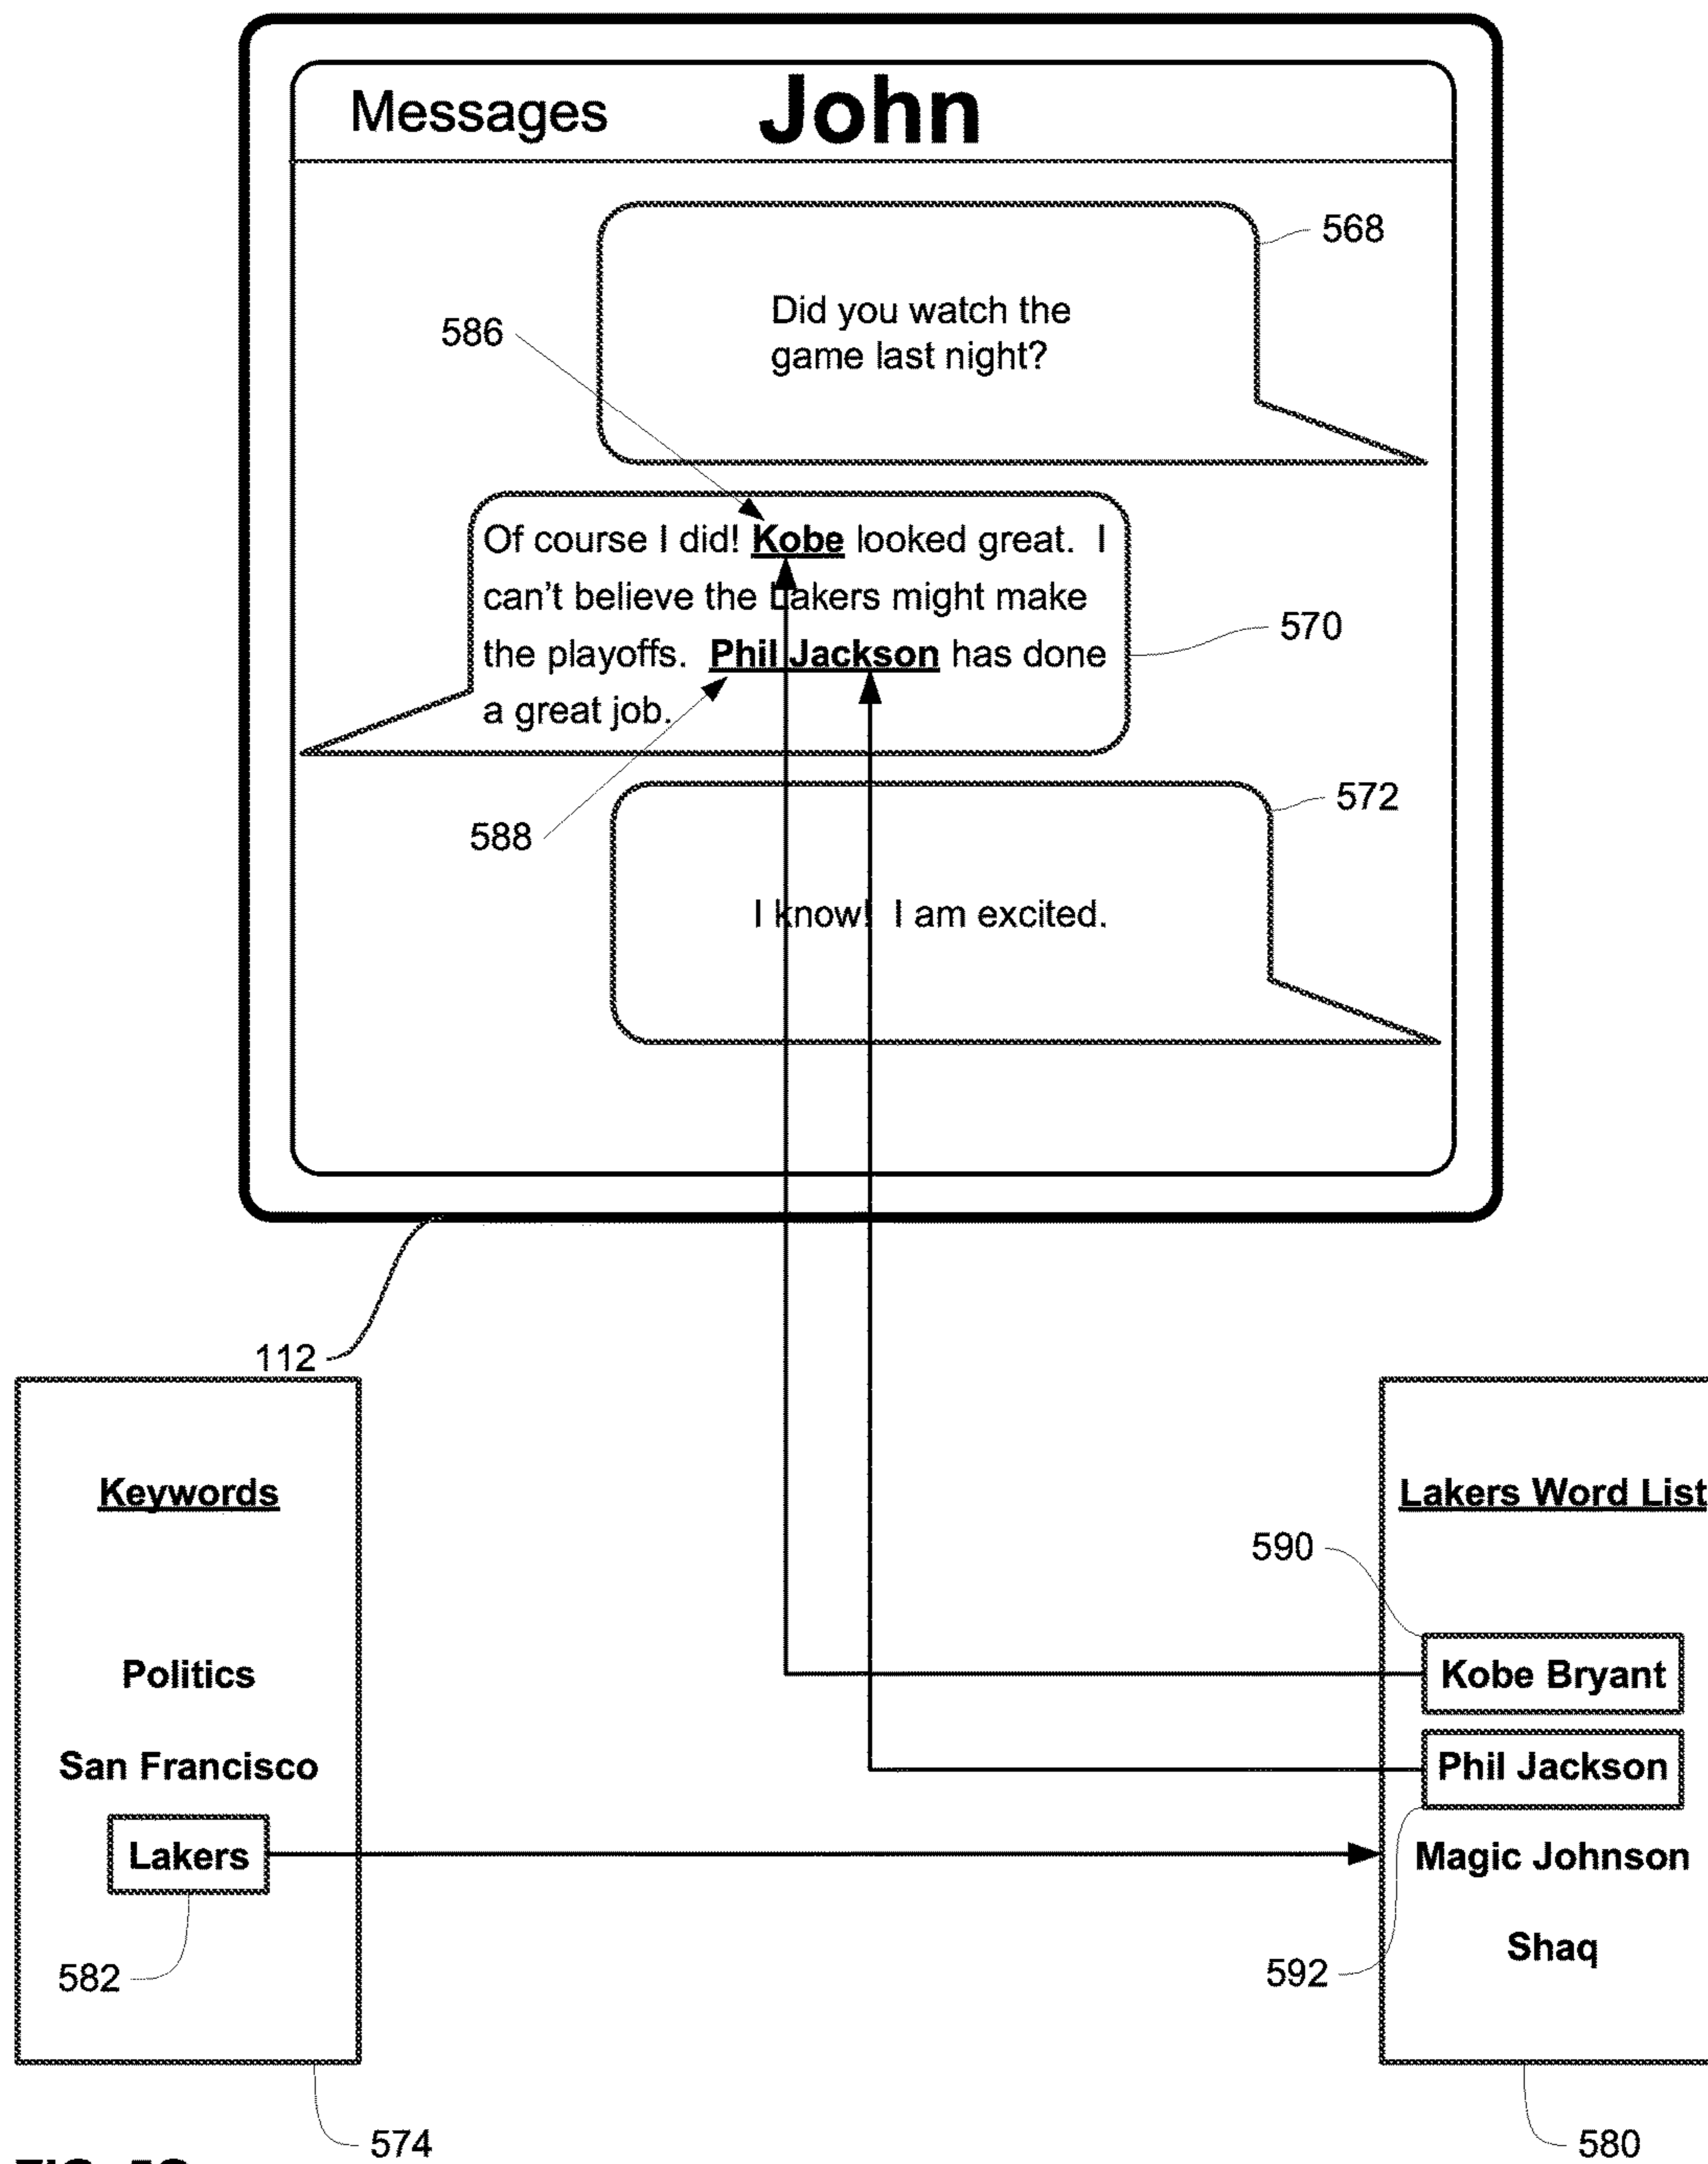 Messages John
568
Did you watch the
game last night?
586
Of course I did! Kobe looked great. I
can't believe the Lakers might make
the playoffs. Phil Jackson has done
a great job.
570
588
572
I know! I am excited.
112
Keywords
Politics
San Francisco
Lakers
582
574
Lakers Word List
590
Kobe Bryant
Phil Jackson
Magic Johnson
592
Shaq
580